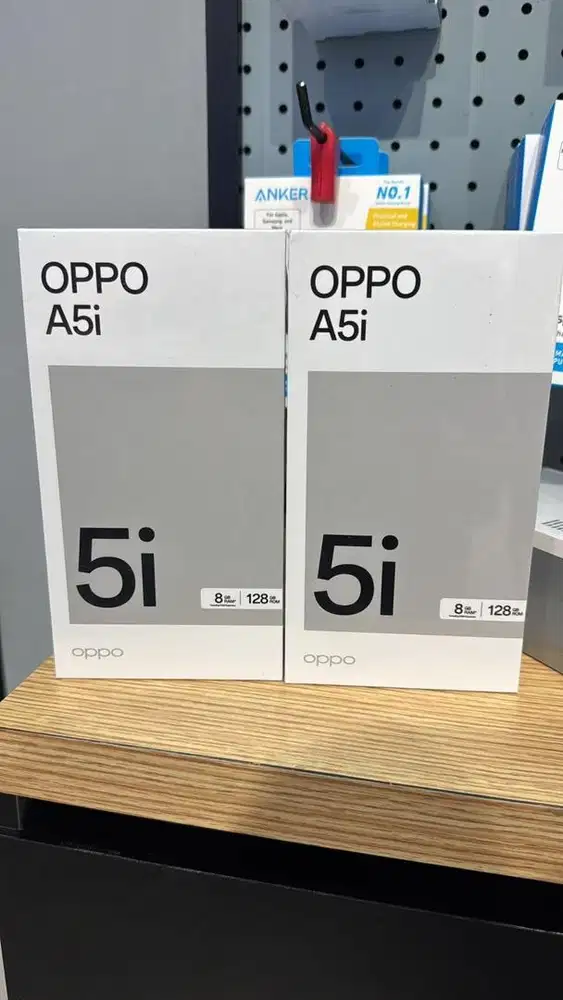 ANKER
NO.1
OPPO
A5i
5i
8 GB RAM* 128 GB ROM
oppo
OPPO
A5i
5i
8 GB RAM* 128 GB ROM
oppo